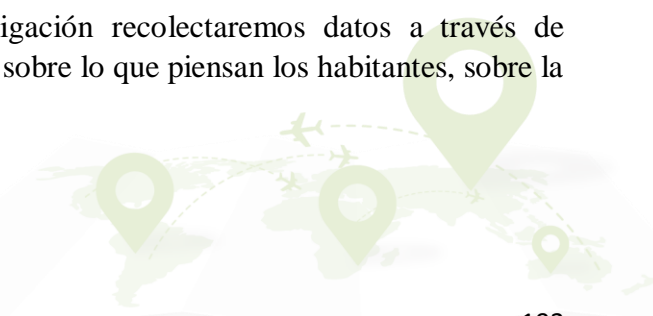 igación recolectaremos datos a través de
sobre lo que piensan los habitantes, sobre la